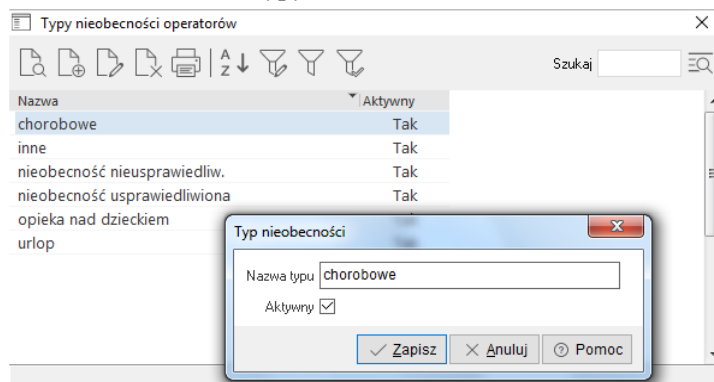 Typy nieobecności operatorów
Szukaj
Nazwa Aktywny
chorobowe Tak
inne Tak
nieobecność nieusprawiedliw. Tak
nieobecność usprawiedliwiona Tak
opieka nad dzieckiem
urlop
Typ nieobecności
Nazwa typu chorobowe
Aktywny
Zapisz Anuluj Pomoc